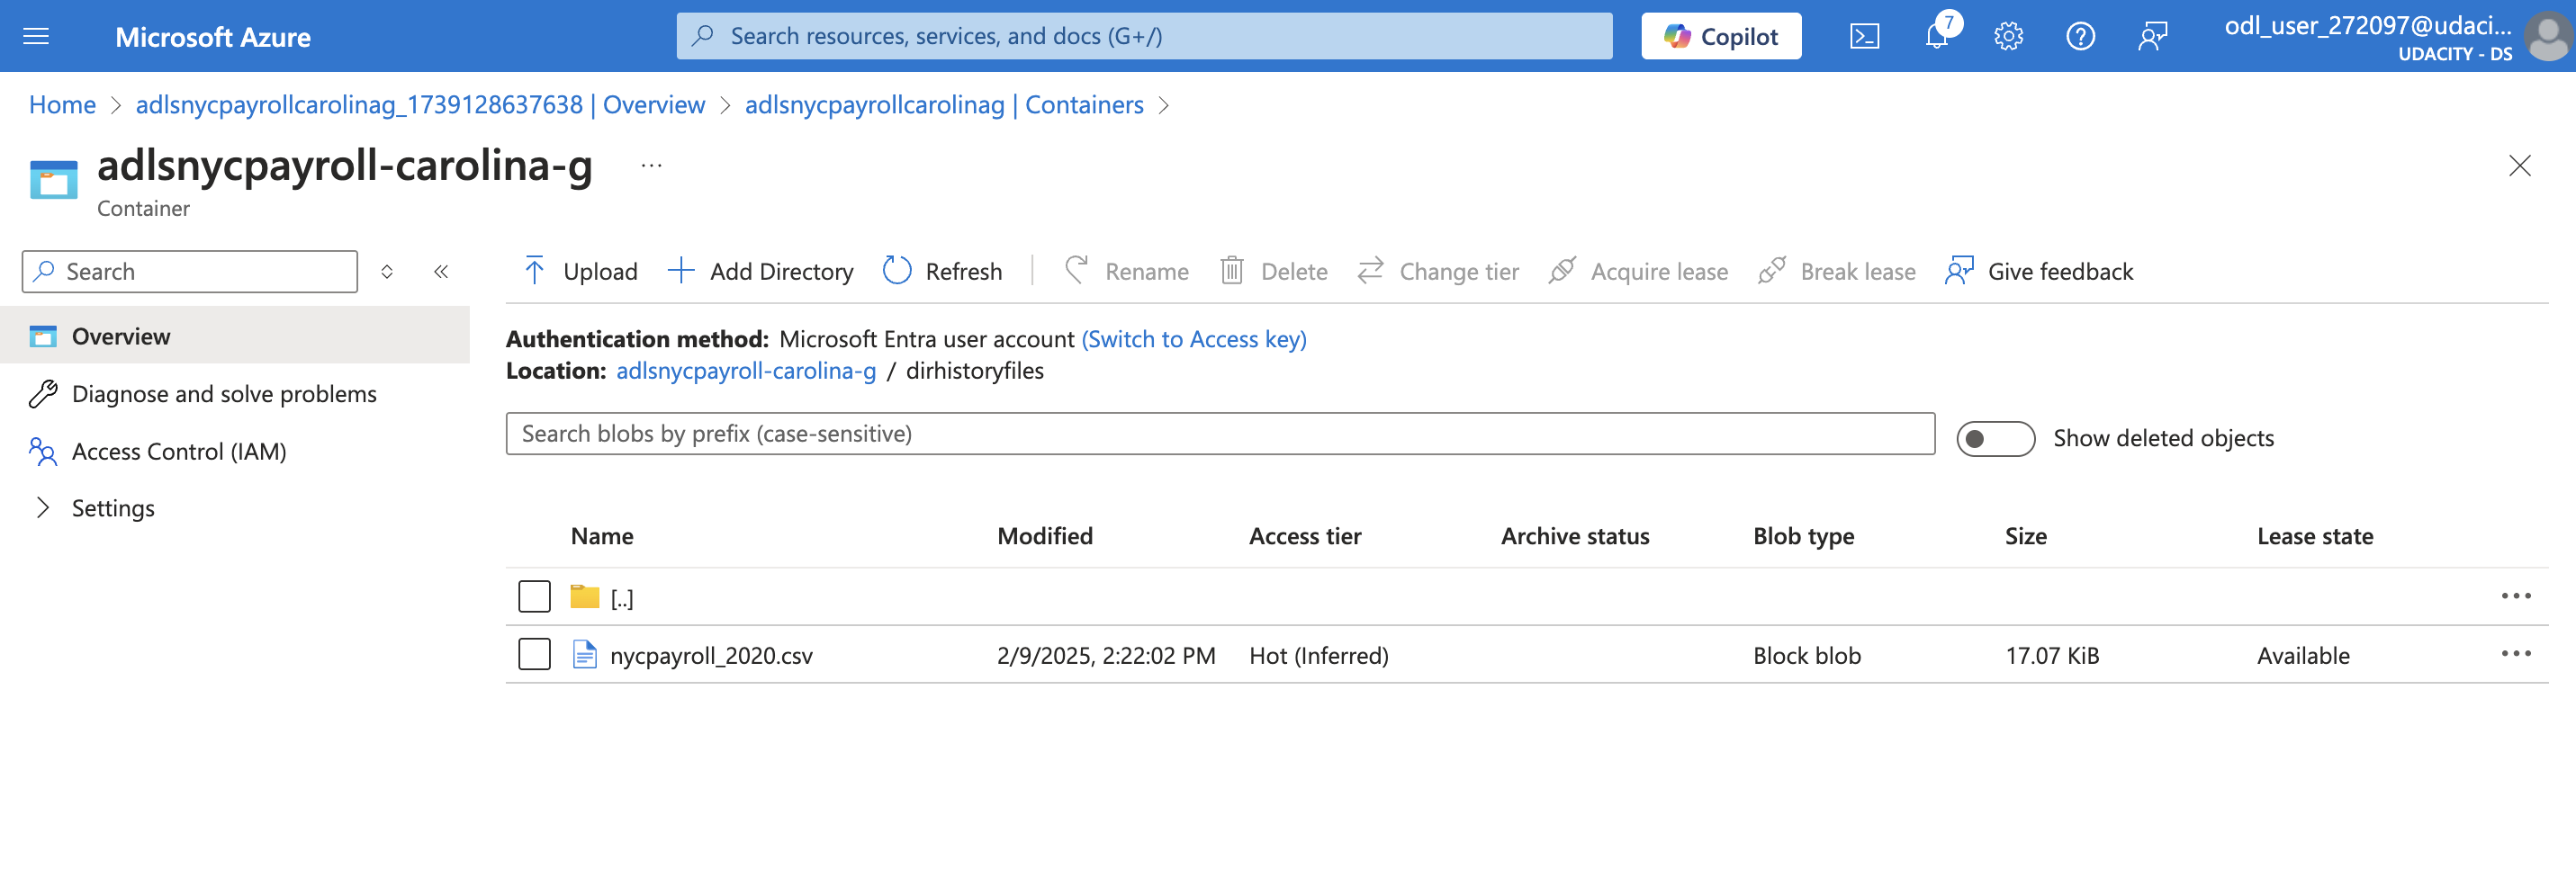 Microsoft Azure
Search resources, services, and docs (G+/)
Copilot
7
odl_user_272097@udaci...
UDACITY - DS
Home > adlsnycpayrollcarolinag_1739128637638 | Overview > adlsnycpayrollcarolinag | Containers >
adlsnycpayroll-carolina-g ...
Container
Search
Upload Add Directory Refresh Rename Delete Change tier Acquire lease Break lease Give feedback
Overview
Diagnose and solve problems
Access Control (IAM)
Settings
Authentication method: Microsoft Entra user account (Switch to Access key)
Location: adlsnycpayroll-carolina-g / dirhistoryfiles
Search blobs by prefix (case-sensitive)
Show deleted objects
Name Modified Access tier Archive status Blob type Size Lease state
[..]
nycpayroll_2020.csv 2/9/2025, 2:22:02 PM Hot (Inferred) Block blob 17.07 KiB Available